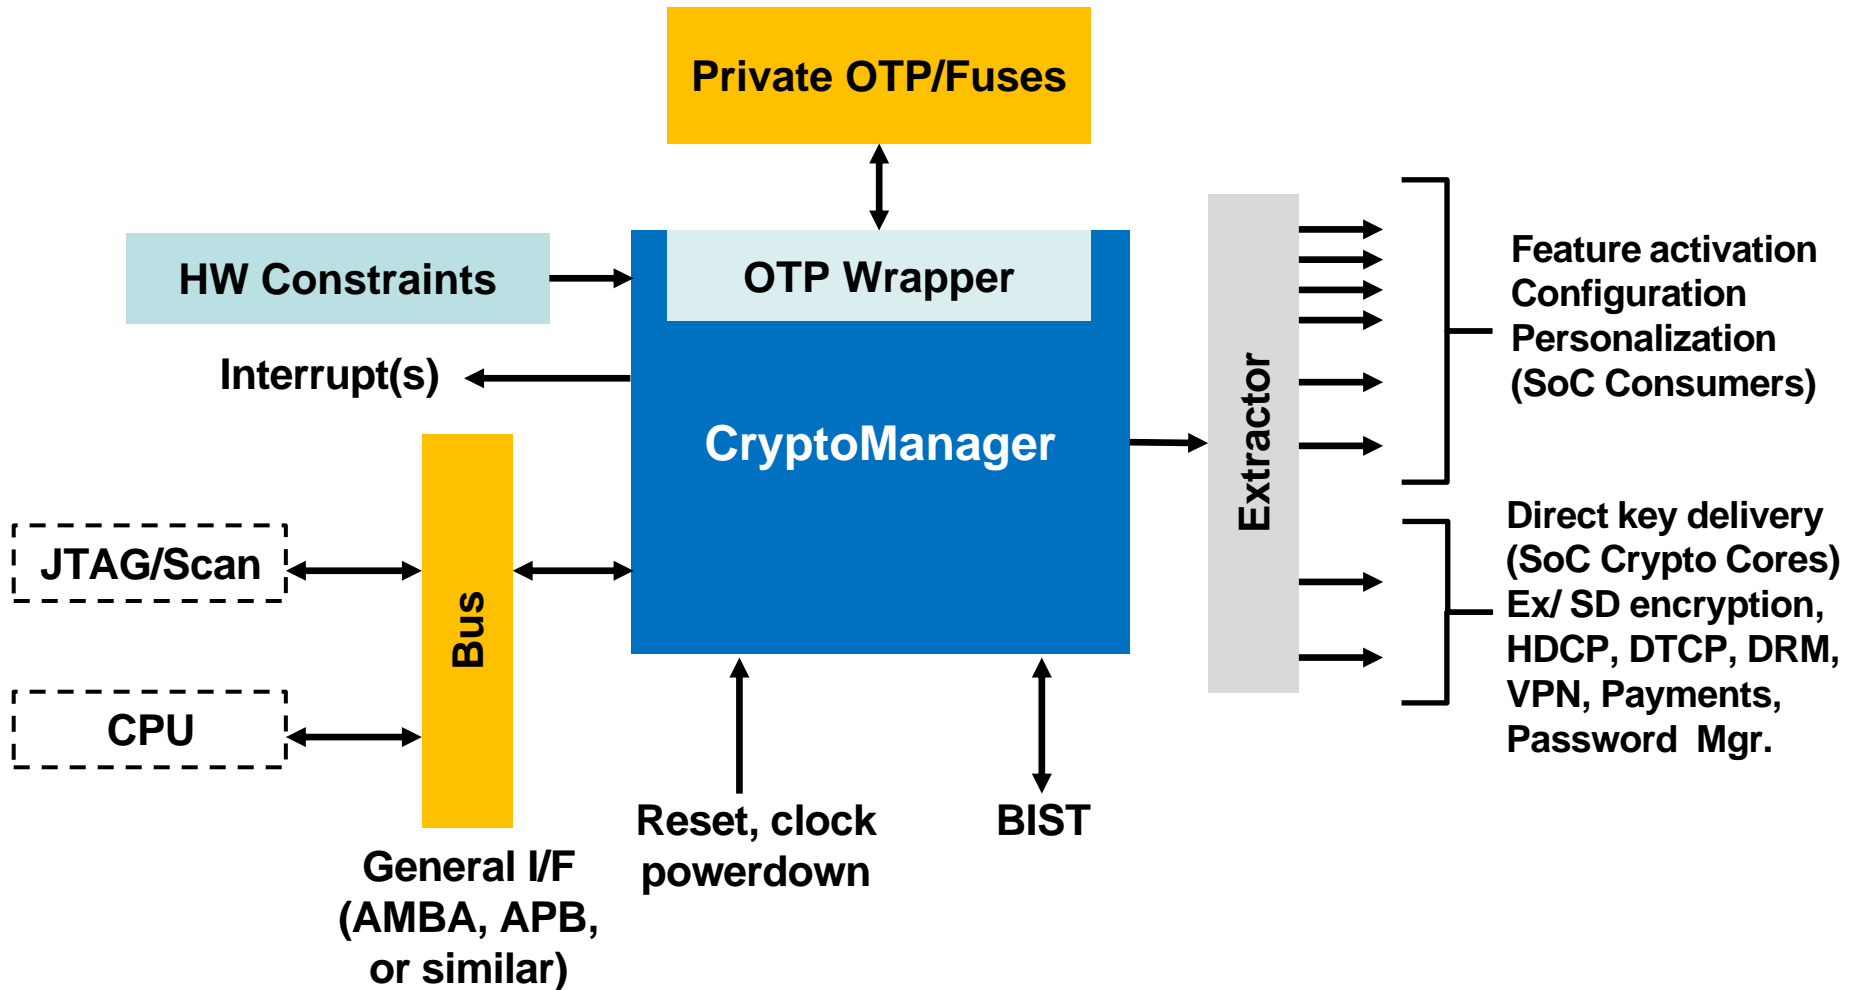 Private OTP/Fuses
HW Constraints
OTP Wrapper
Interrupt(s)
CryptoManager
Extractor
Feature activation
Configuration
Personalization
(SoC Consumers)
JTAG/Scan
CPU
Bus
Direct key delivery
(SoC Crypto Cores)
Ex/ SD encryption,
HDCP, DTCP, DRM,
VPN, Payments,
Password  Mgr.
Reset, clock
powerdown
BIST
General I/F
(AMBA, APB,
or similar)